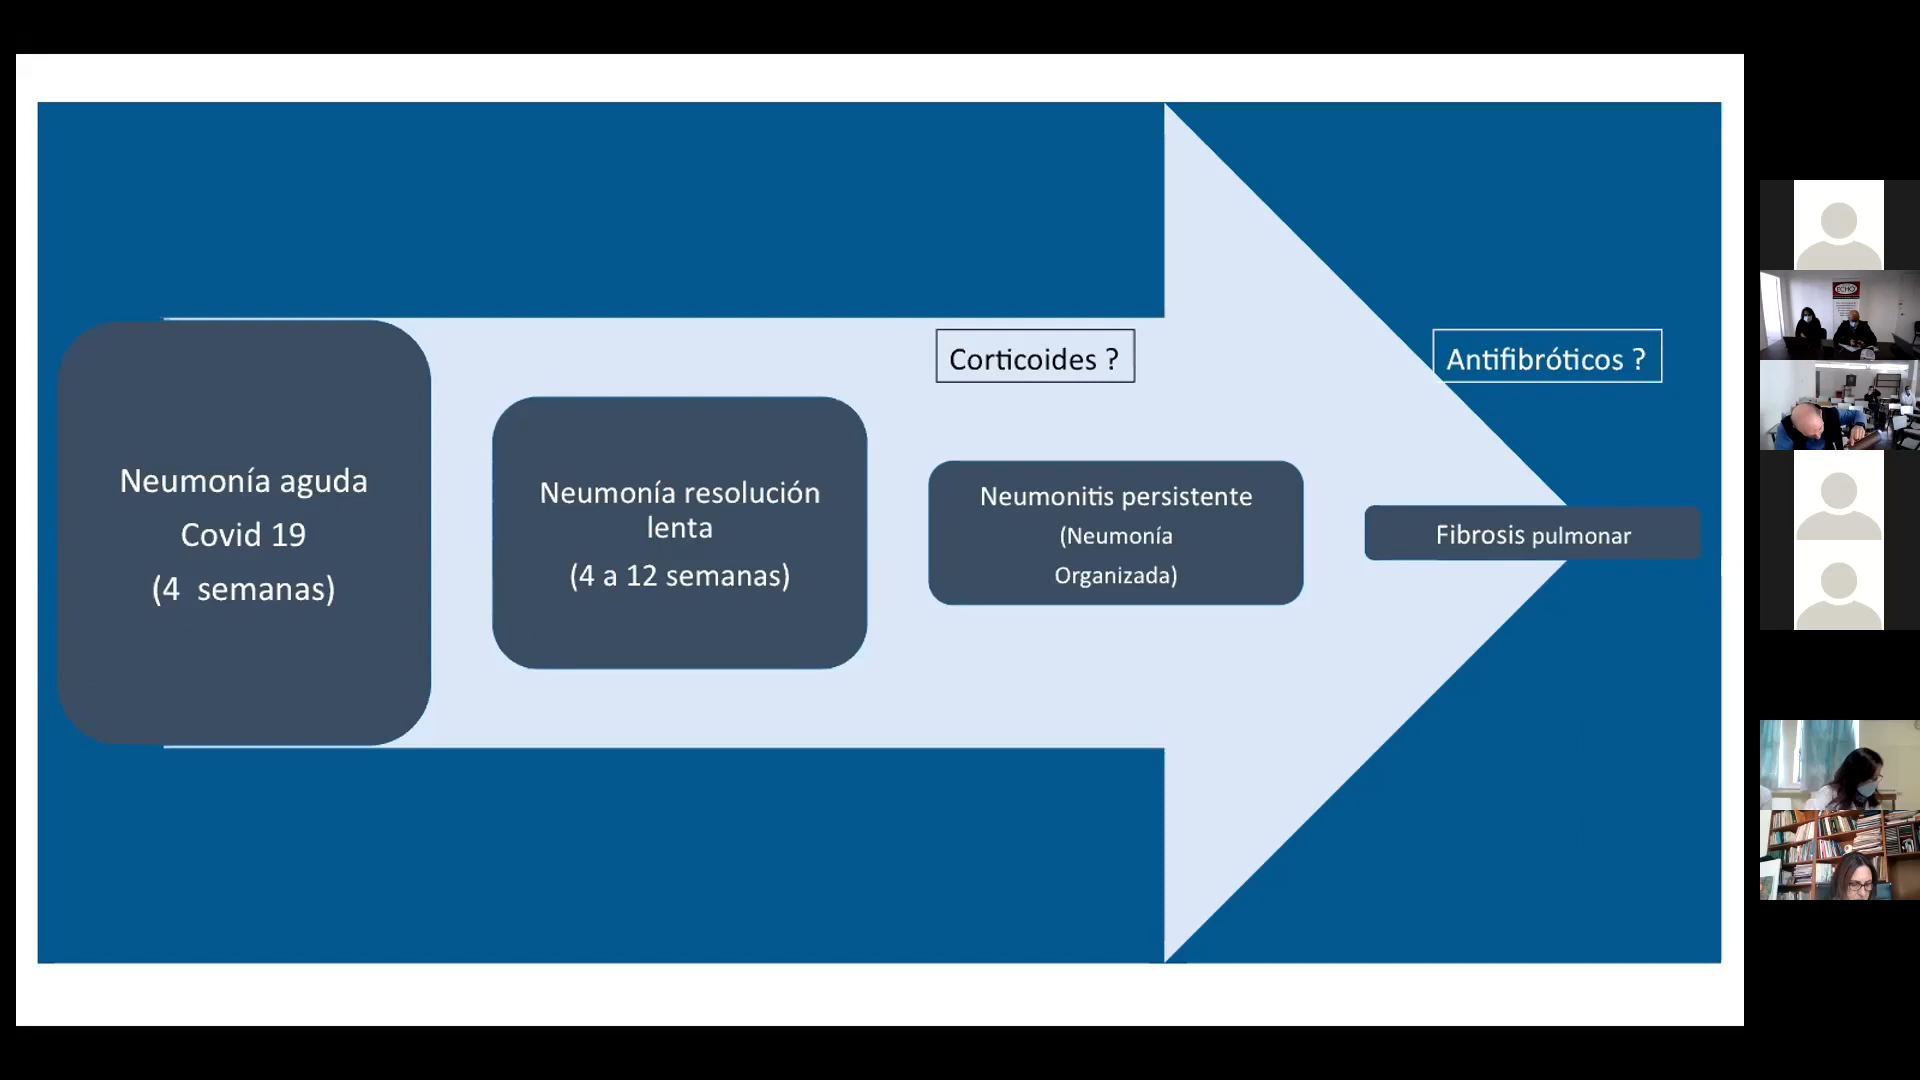 Corticoides ?
Antifibróticos ?
Neumonía aguda
Covid 19
(4 semanas)
Neumonía resolución
lenta
(4 a 12 semanas)
Neumonitis persistente
(Neumonía
Organizada)
Fibrosis pulmonar
ECHO